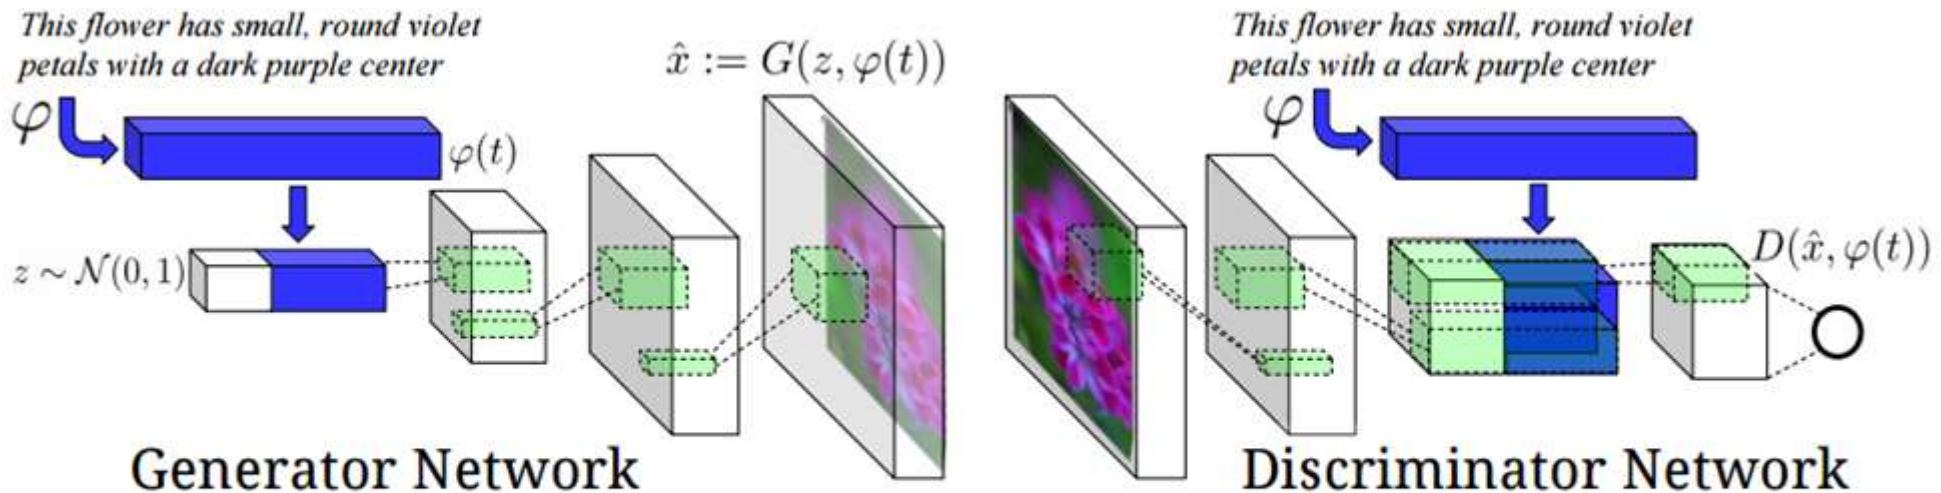 This flower has small, round violet
petals with a dark purple center
φ
φ(t)
z ∼ N(0, 1)
x̂ := G(z, φ(t))
Generator Network
This flower has small, round violet
petals with a dark purple center
φ
D(x̂, φ(t))
Discriminator Network